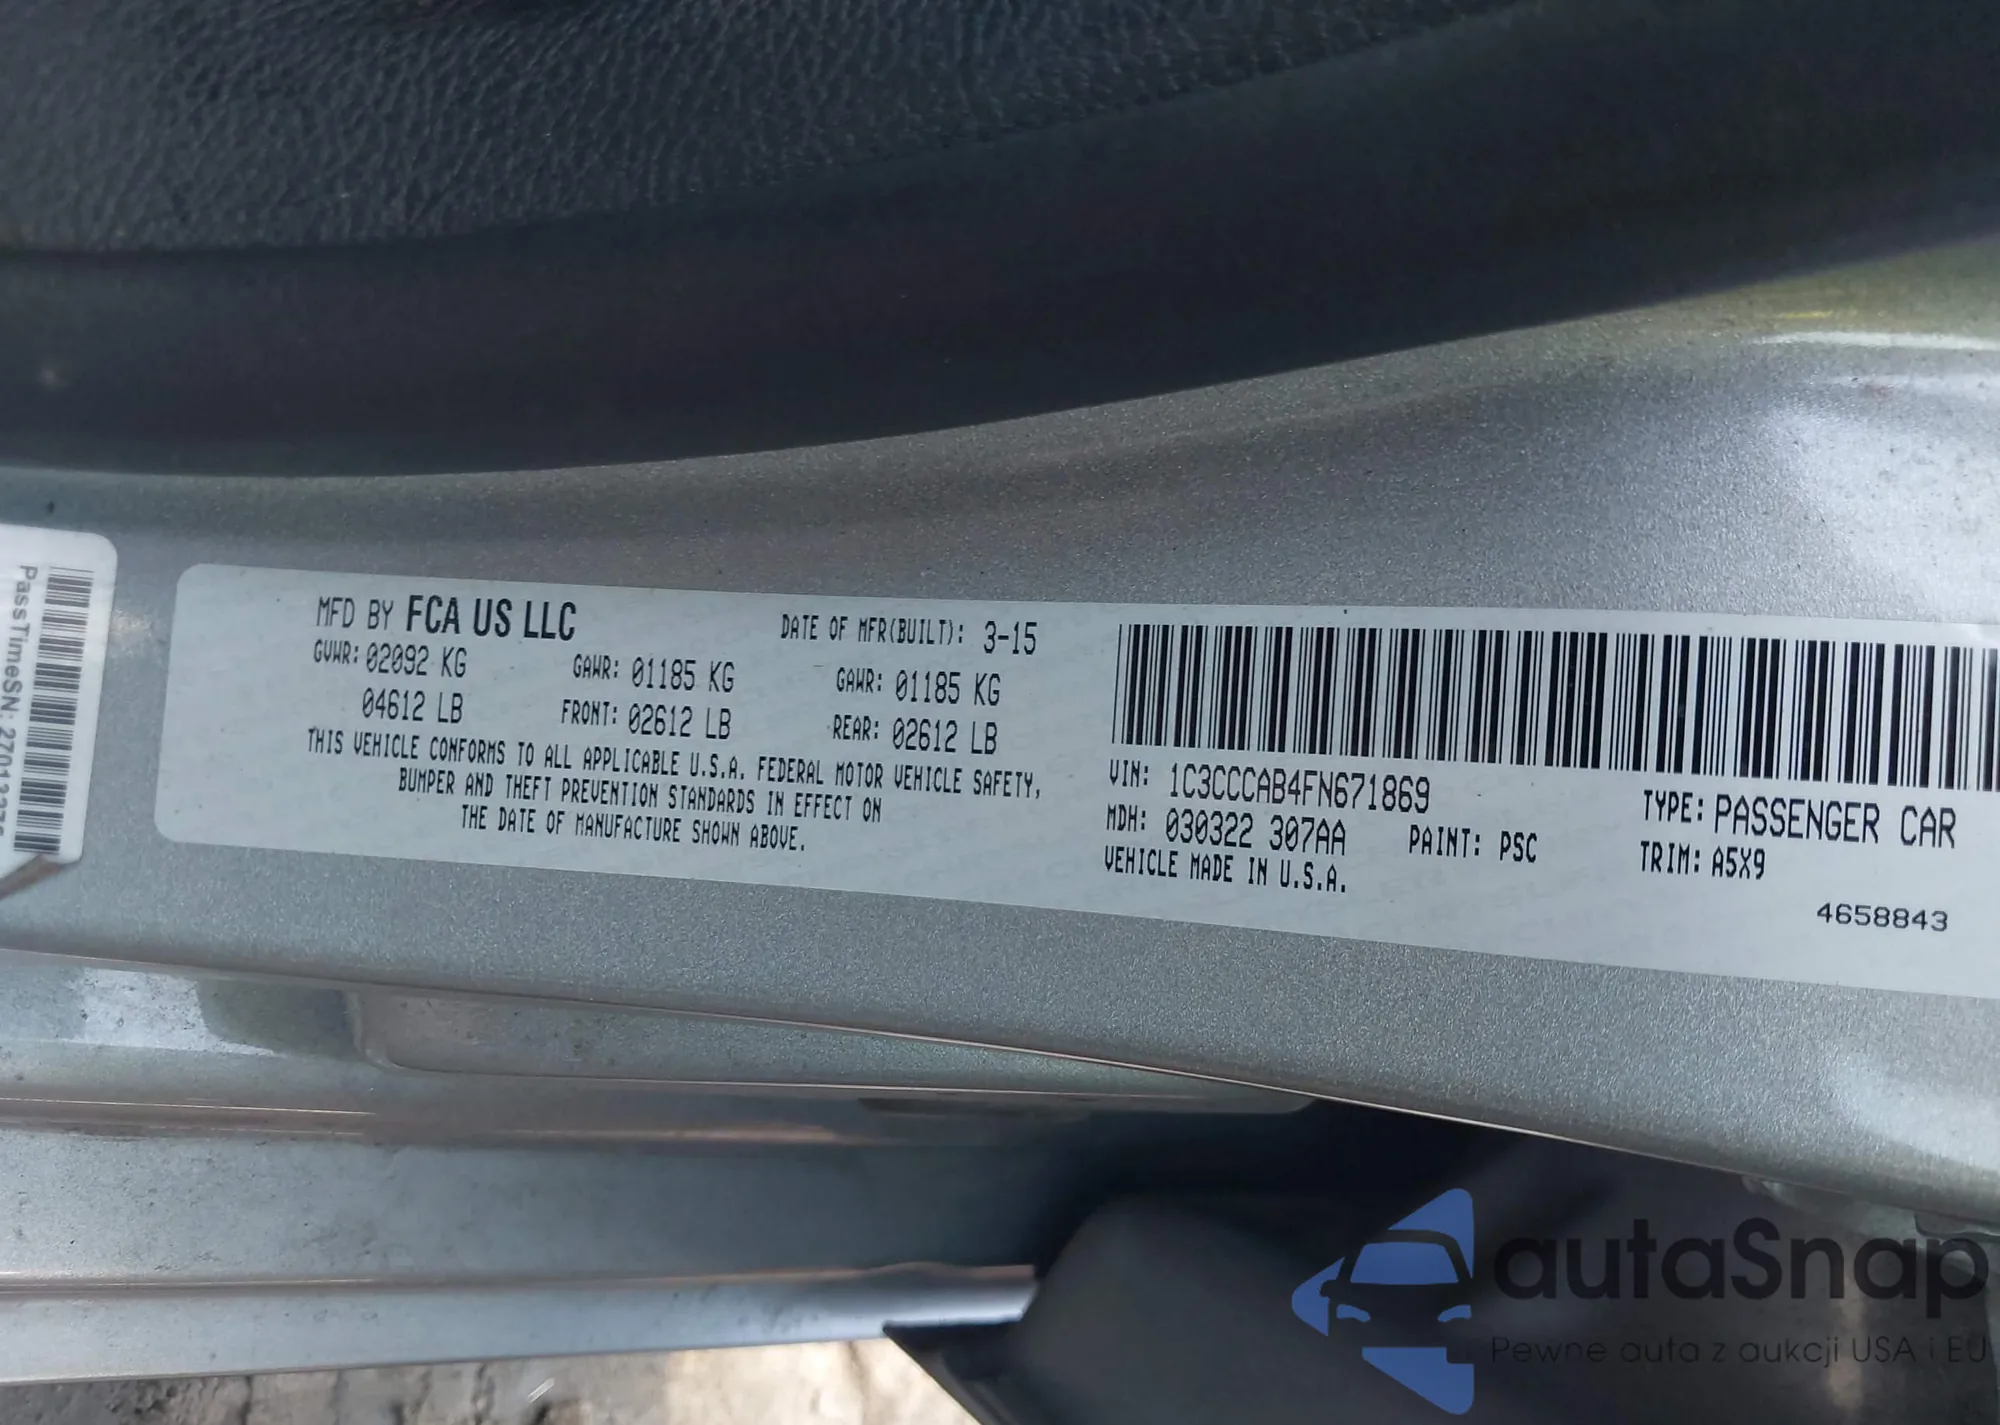 PassTimeSN:
MFD BY FCA US LLC
DATE OF MFR(BUILT): 3-15
GVWR: 02092 KG
04612 LB
GAWR: 01185 KG
FRONT: 02612 LB
GAWR: 01185 KG
REAR: 02612 LB
THIS VEHICLE CONFORMS TO ALL APPLICABLE U.S.A. FEDERAL MOTOR VEHICLE SAFETY,
BUMPER AND THEFT PREVENTION STANDARDS IN EFFECT ON
THE DATE OF MANUFACTURE SHOWN ABOVE.
VIN: 1C3CCCAB4FN671869
TYPE: PASSENGER CAR
MDH: 030322 307AA
PAINT: PSC
TRIM: A5X9
VEHICLE MADE IN U.S.A.
4658843
autaSnap
Pewne auta z aukcji USA i EU